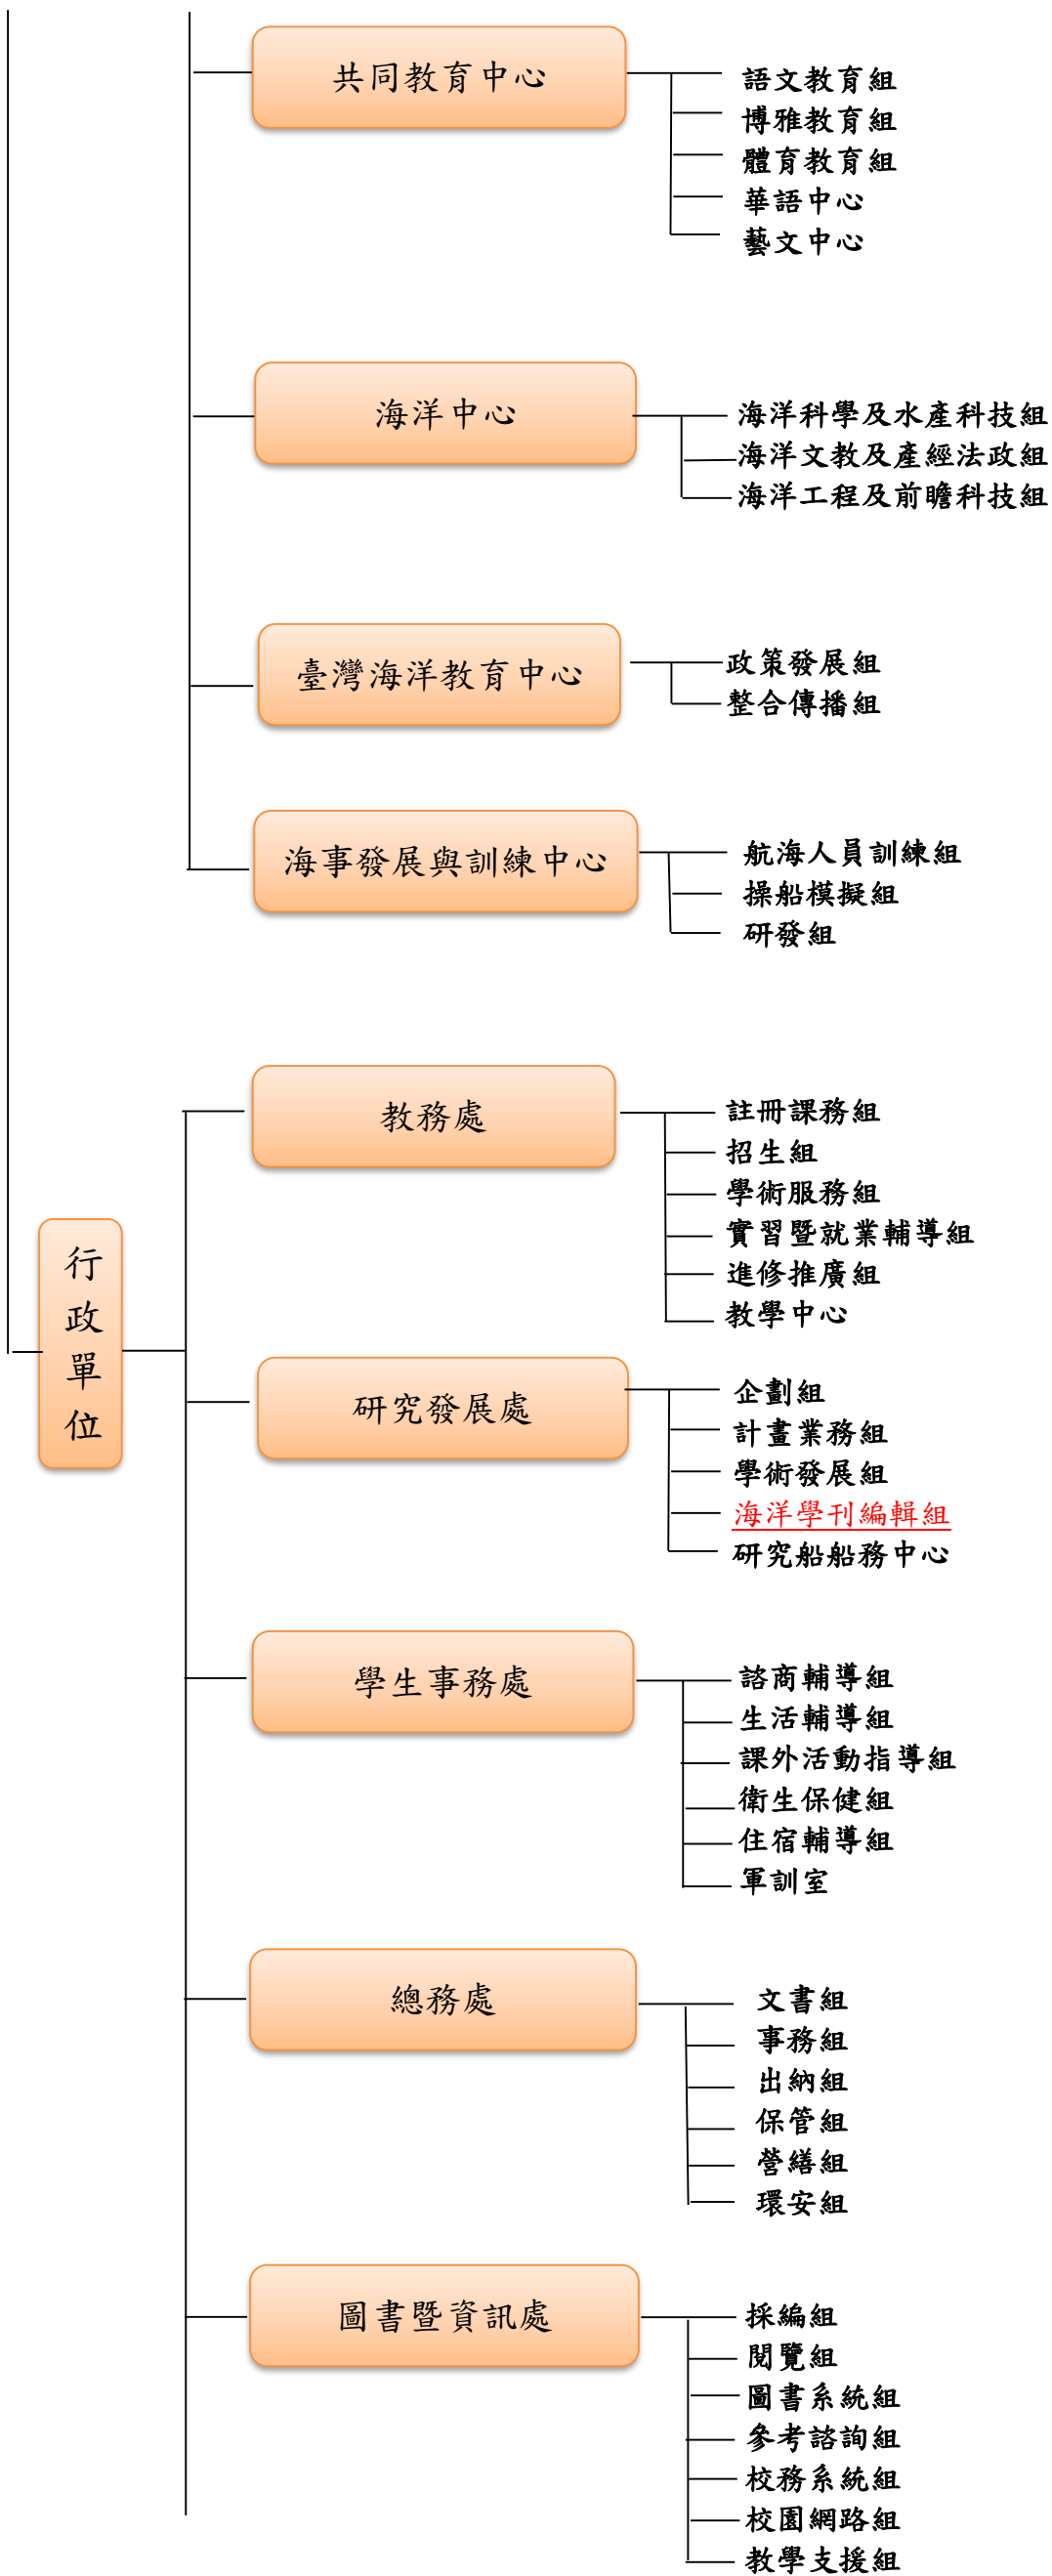 共同教育中心
語文教育組
博雅教育組
體育教育組
華語中心
藝文中心
海洋中心
海洋科學及水產科技組
海洋文教及產經法政組
海洋工程及前瞻科技組
臺灣海洋教育中心
政策發展組
整合傳播組
海事發展與訓練中心
航海人員訓練組
操船模擬組
研發組
行政單位
教務處
註冊課務組
招生組
學術服務組
實習暨就業輔導組
進修推廣組
教學中心
研究發展處
企劃組
計畫業務組
學術發展組
海洋學刊編輯組
研究船船務中心
學生事務處
諮商輔導組
生活輔導組
課外活動指導組
衛生保健組
住宿輔導組
軍訓室
總務處
文書組
事務組
出納組
保管組
營繕組
環安組
圖書暨資訊處
採編組
閱覽組
圖書系統組
參考諮詢組
校務系統組
校園網路組
教學支援組